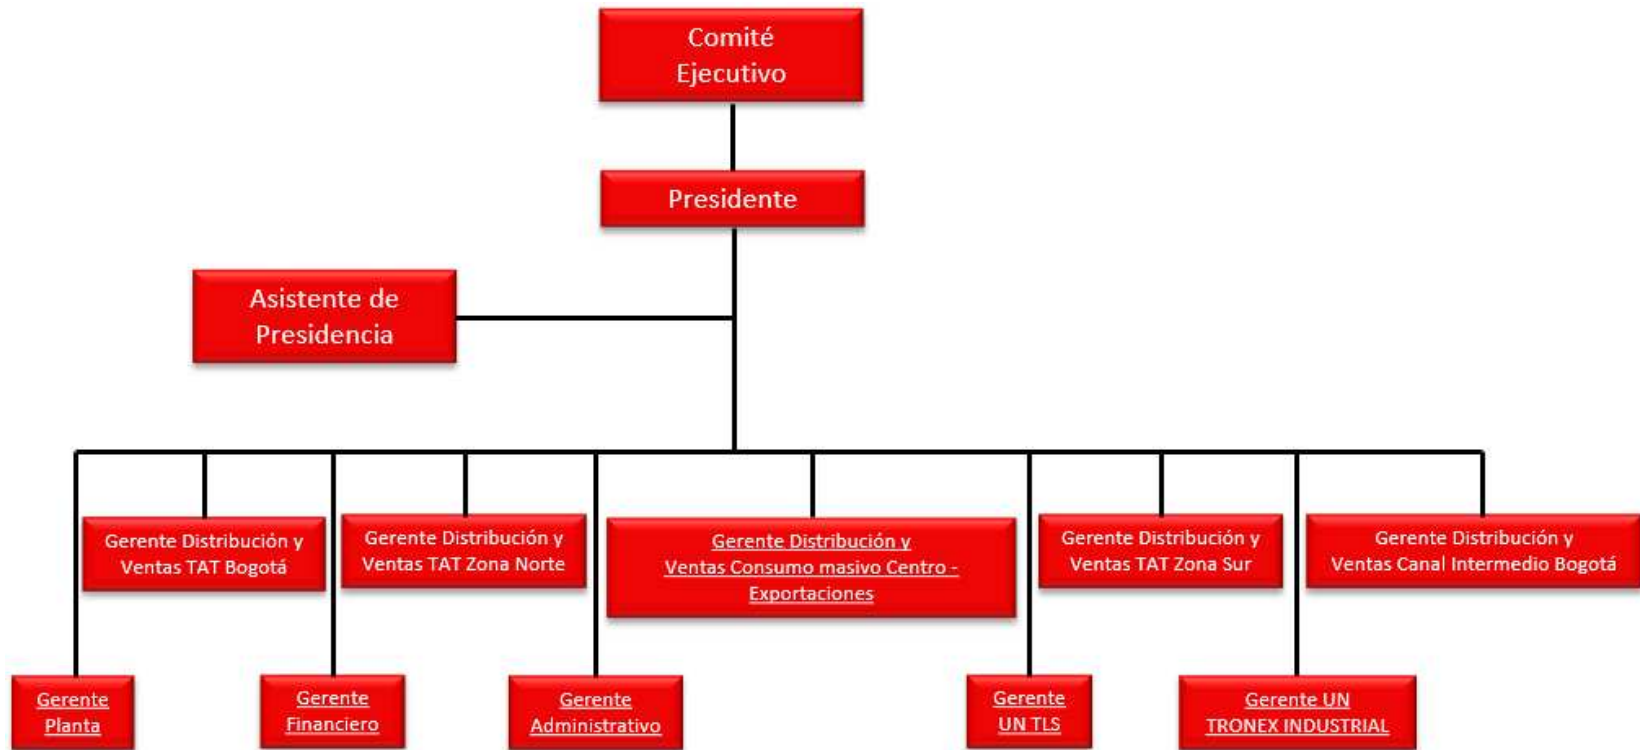 Comité
Ejecutivo
Presidente
Asistente de
Presidencia
Gerente Distribución y
Ventas TAT Bogotá
Gerente Distribución y
Ventas TAT Zona Norte
Gerente Distribución y
Ventas Consumo masivo Centro -
Exportaciones
Gerente Distribución y
Ventas TAT Zona Sur
Gerente Distribución y
Ventas Canal Intermedio Bogotá
Gerente
Planta
Gerente
Financiero
Gerente
Administrativo
Gerente
UN TLS
Gerente UN
TRONEX INDUSTRIAL